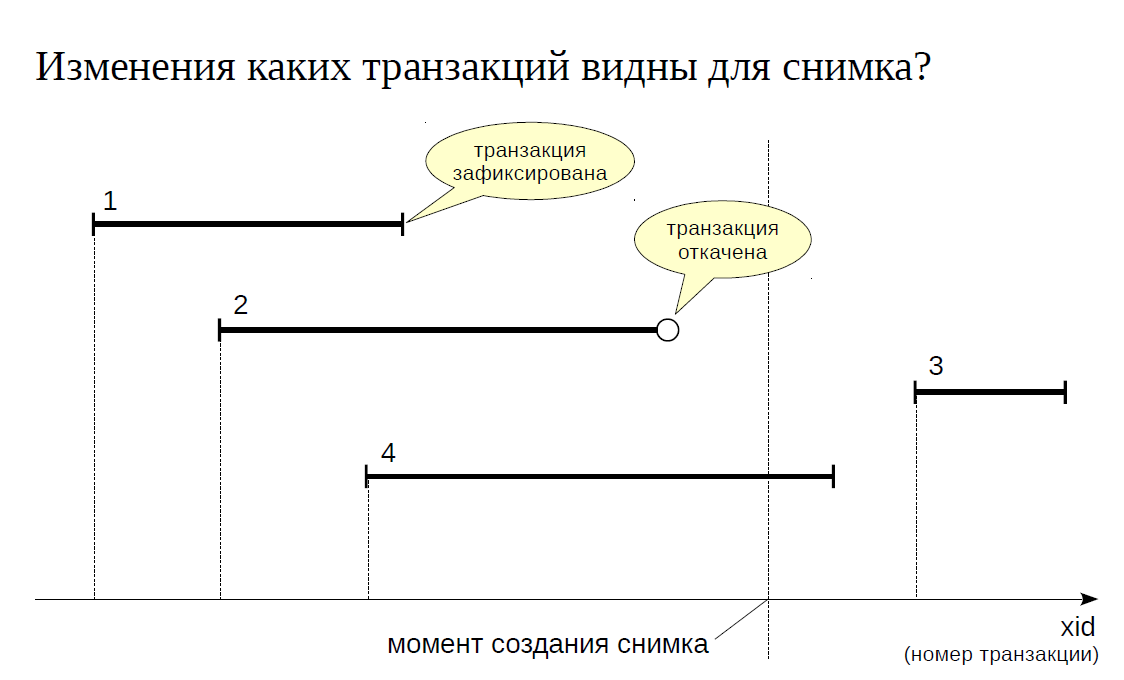 Изменения каких транзакций видны для снимка?
транзакция
зафиксирована
1
транзакция
откачена
2
3
4
момент создания снимка
xid
(номер транзакции)